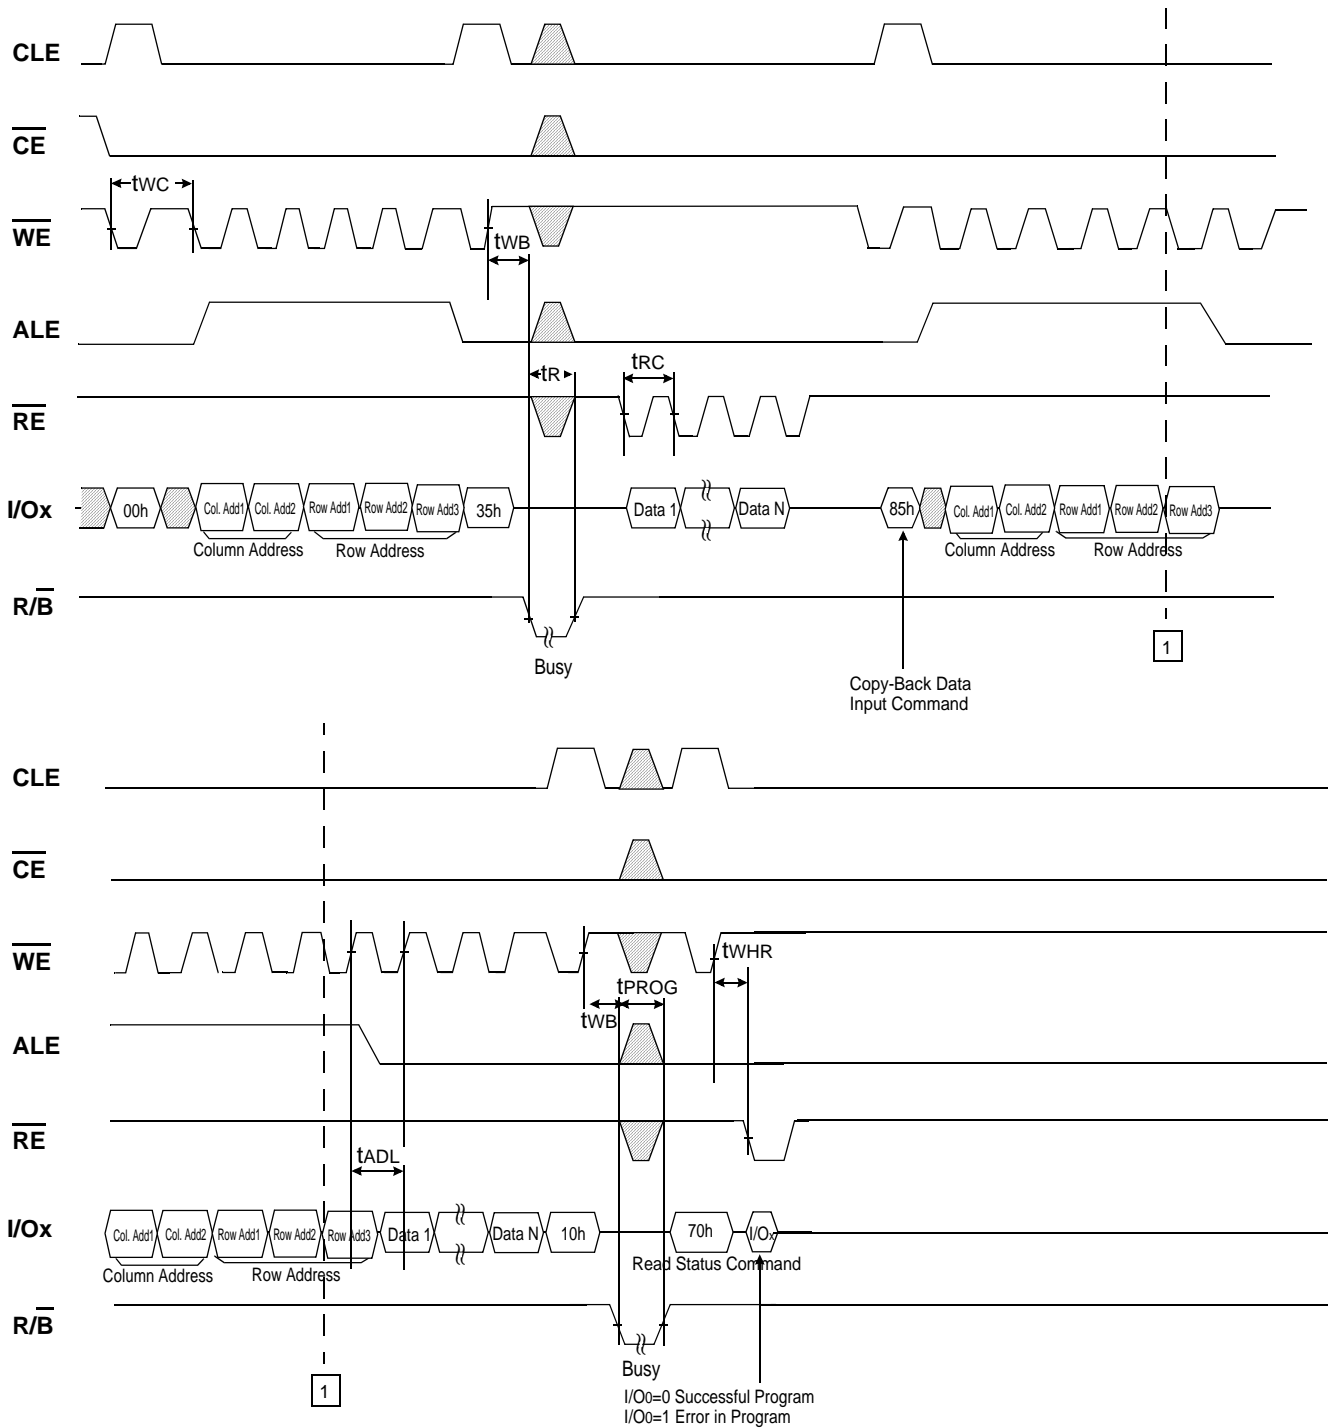 CLE
CE
tWC
WE
tWB
ALE
tR
tRC
RE
I/Ox
00h
Col. Add1
Col. Add2
Row Add1
Row Add2
Row Add3
35h
Data 1
Data N
85h
Col. Add1
Col. Add2
Row Add1
Row Add2
Row Add3
Column Address
Row Address
Column Address
Row Address
R/B
Busy
1
Copy-Back Data
Input Command
CLE
CE
WE
tWHR
tPROG
tWB
ALE
RE
tADL
I/Ox
Col. Add1
Col. Add2
Row Add1
Row Add2
Row Add3
Data 1
Data N
10h
70h
I/Ox
Column Address
Row Address
Read Status Command
R/B
Busy
1
I/O0=0 Successful Program
I/O0=1 Error in Program